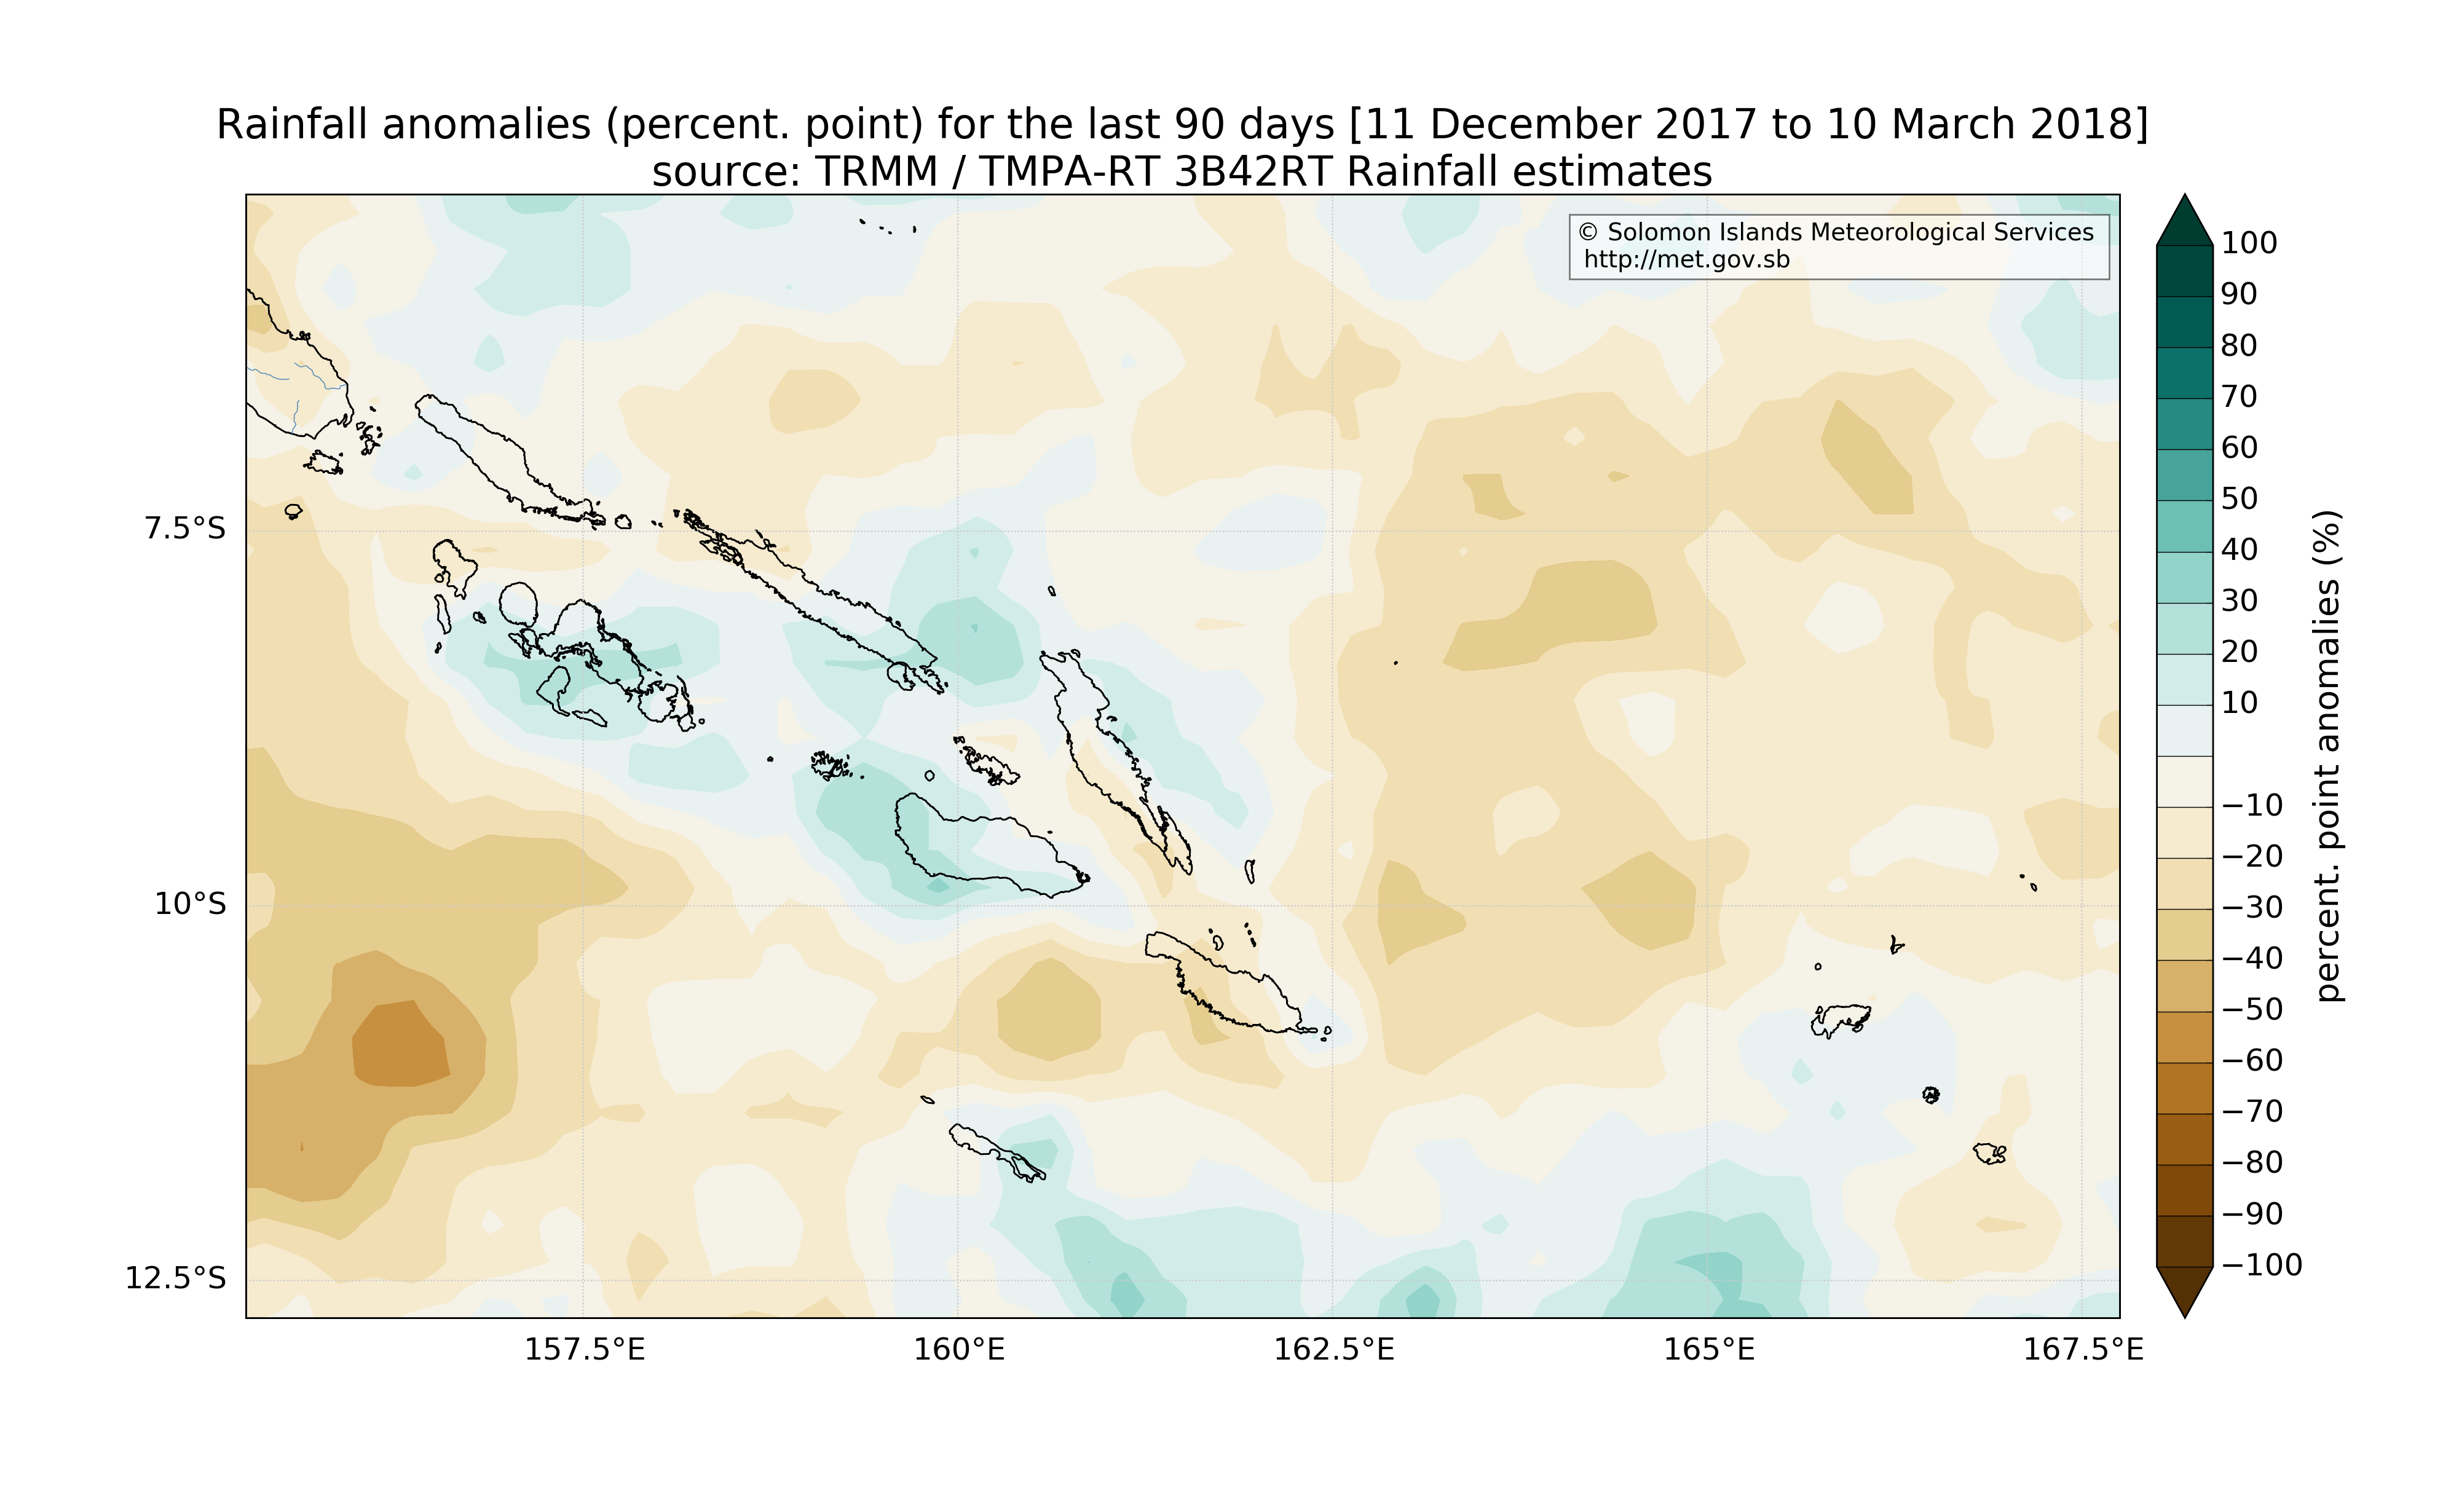 Rainfall anomalies (percent. point) for the last 90 days [11 December 2017 to 10 March 2018]
source: TRMM / TMPA-RT 3B42RT Rainfall estimates
© Solomon Islands Meteorological Services
http://met.gov.sb
7.5°S
10°S
12.5°S
157.5°E
160°E
162.5°E
165°E
167.5°E
100
90
80
70
60
50
40
30
20
10
−10
−20
−30
−40
−50
−60
−70
−80
−90
−100
percent. point anomalies (%)